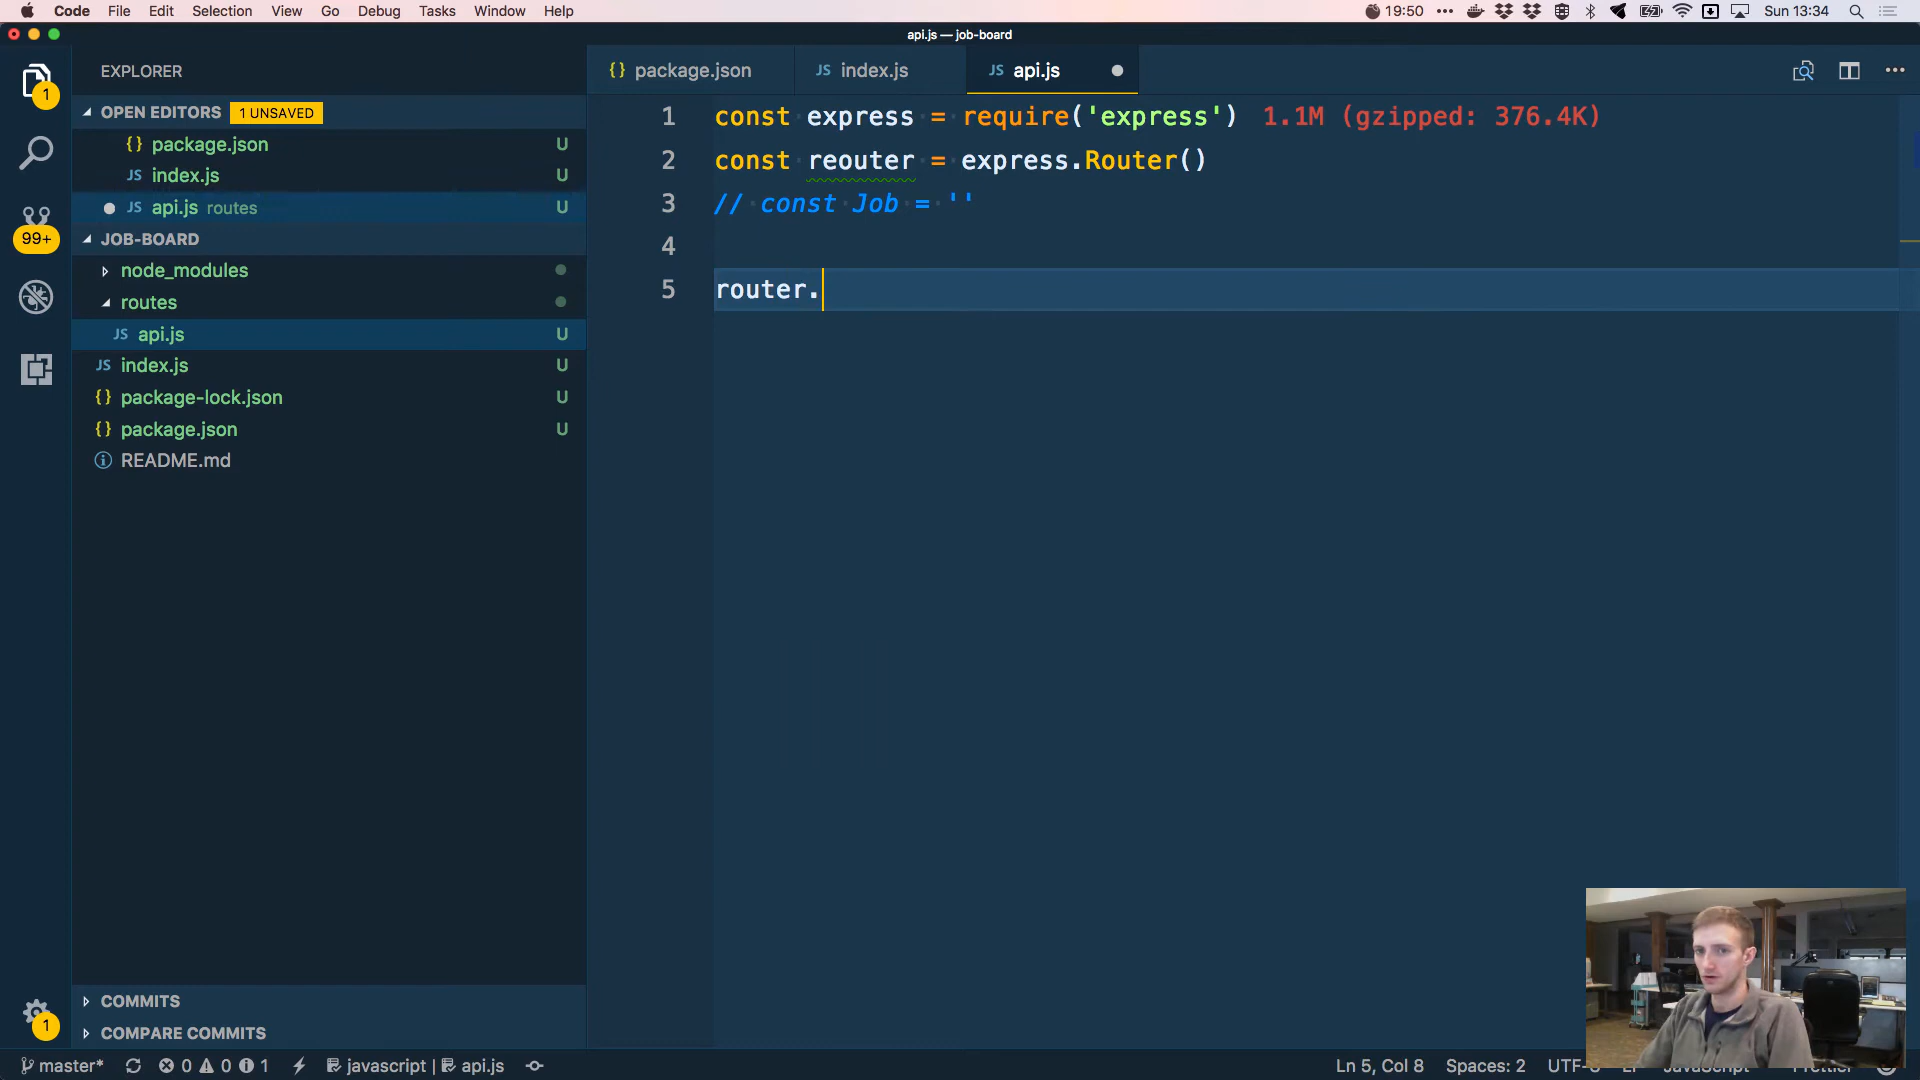 Code File Edit Selection View Go Debug Tasks Window Help 19:50 Sun 13:34
api.js — job-board
EXPLORER
1
OPEN EDITORS 1 UNSAVED
{} package.json U
JS index.js U
JS api.js routes U
99+
JOB-BOARD
node_modules
routes
JS api.js U
JS index.js U
{} package-lock.json U
{} package.json U
README.md
COMMITS
COMPARE COMMITS
1
{} package.json JS index.js JS api.js
1 const express = require('express') 1.1M (gzipped: 376.4K)
2 const reouter = express.Router()
3 // const Job = ''
4
5 router.
master* 0 0 1 javascript | api.js Ln 5, Col 8 Spaces: 2